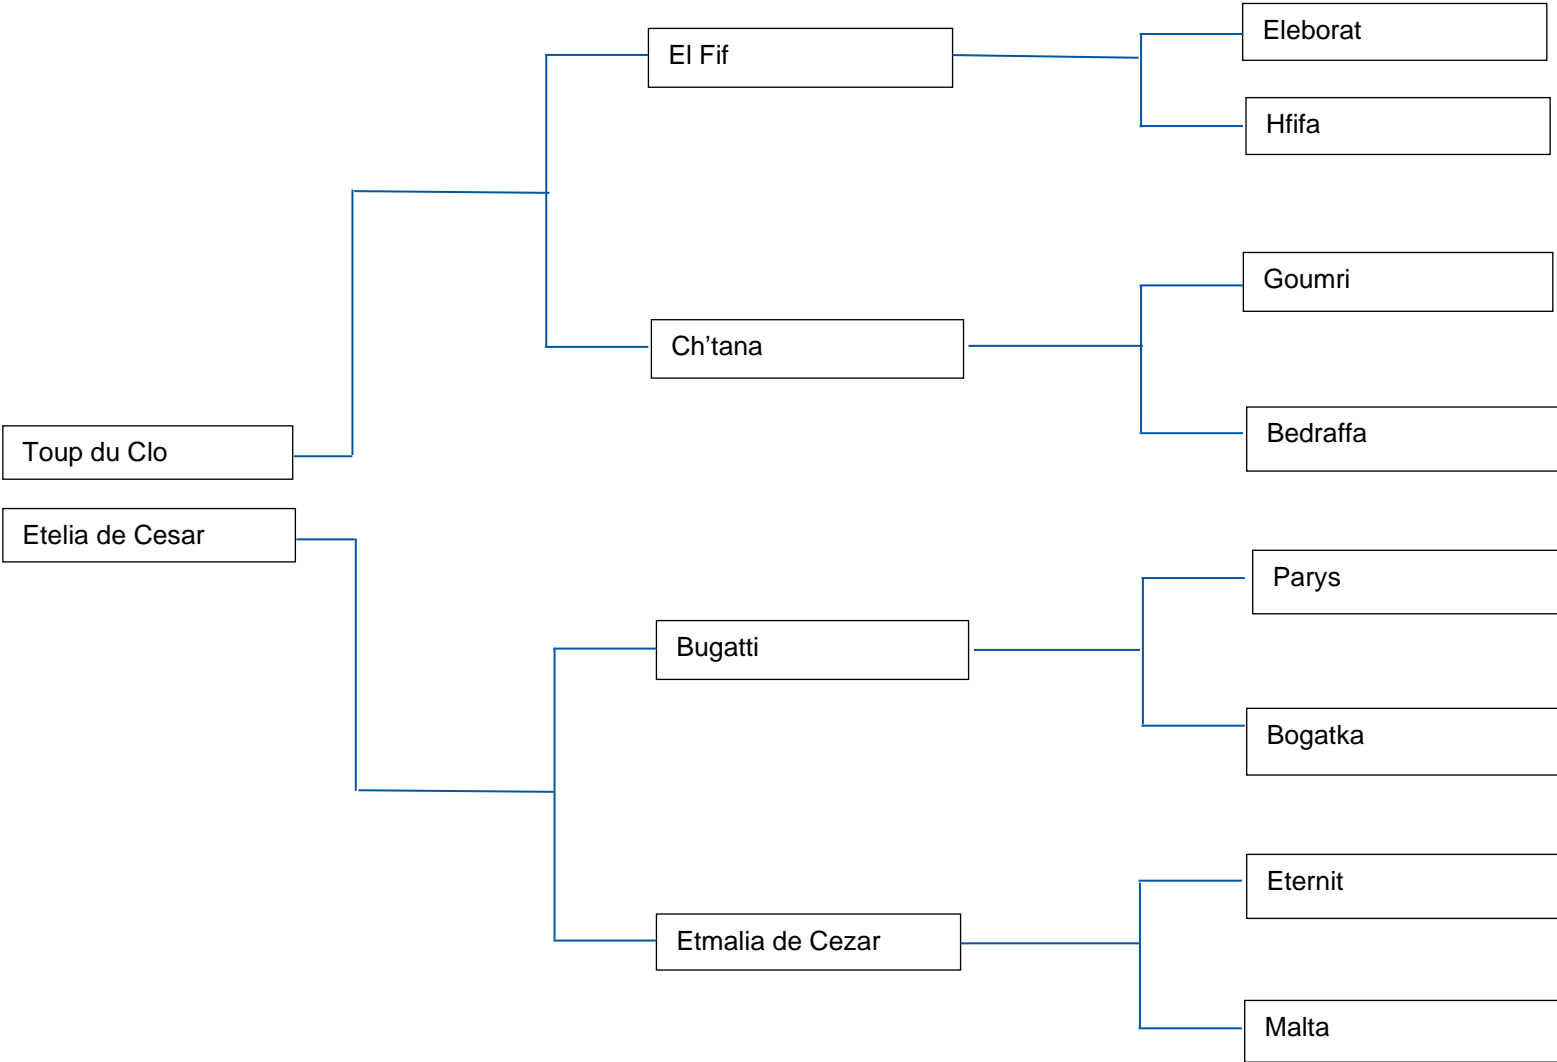 El Fif
Eleborat
Hfifa
Ch’tana
Goumri
Bedraffa
Toup du Clo
Etelia de Cesar
Bugatti
Parys
Bogatka
Etmalia de Cezar
Eternit
Malta